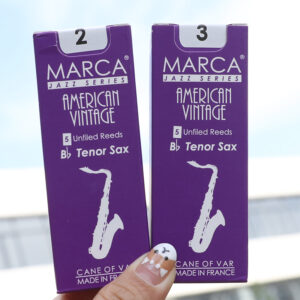 2
MARCA®
JAZZ SERIES
AMERICAN
VINTAGE
5 Unfiled Reeds
B♭ Tenor Sax
CANE OF VAR
MADE IN FRANCE
3
MARCA®
JAZZ SERIES
AMERICAN
VINTAGE
5 Unfiled Reeds
B♭ Tenor Sax
CANE OF VAR
MADE IN FRANCE